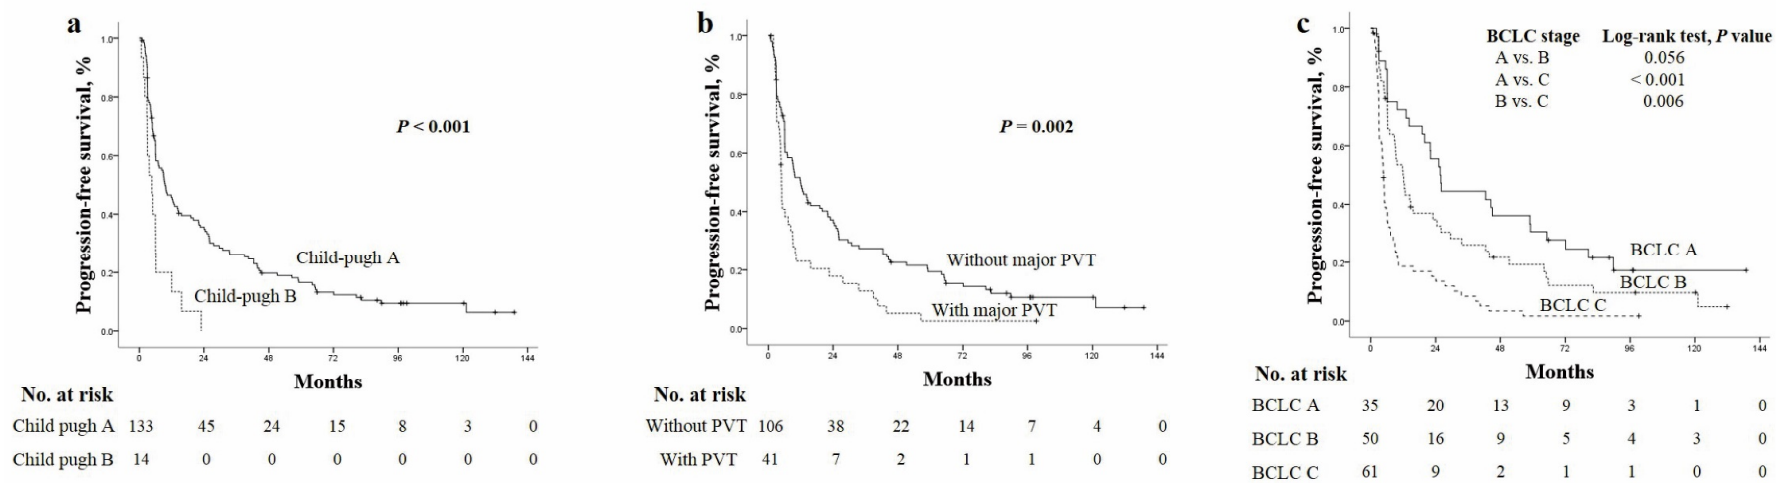 a
Progression-free survival, %
1.0
0.8
0.6
0.4
0.2
0.0
P < 0.001
Child-pugh A
Child-pugh B
0 24 48 72 96 120 144
Months
No. at risk
Child pugh A 133 45 24 15 8 3 0
Child pugh B 14 0 0 0 0 0 0
b
Progression-free survival, %
1.0
0.8
0.6
0.4
0.2
0.0
P = 0.002
Without major PVT
With major PVT
0 24 48 72 96 120 144
Months
No. at risk
Without PVT 106 38 22 14 7 4 0
With PVT 41 7 2 1 1 0 0
c
Progression-free survival, %
1.0
0.8
0.6
0.4
0.2
0.0
BCLC stage Log-rank test, P value
A vs. B 0.056
A vs. C < 0.001
B vs. C 0.006
BCLC A
BCLC B
BCLC C
0 24 48 72 96 120 144
Months
No. at risk
BCLC A 35 20 13 9 3 1 0
BCLC B 50 16 9 5 4 3 0
BCLC C 61 9 2 1 1 0 0